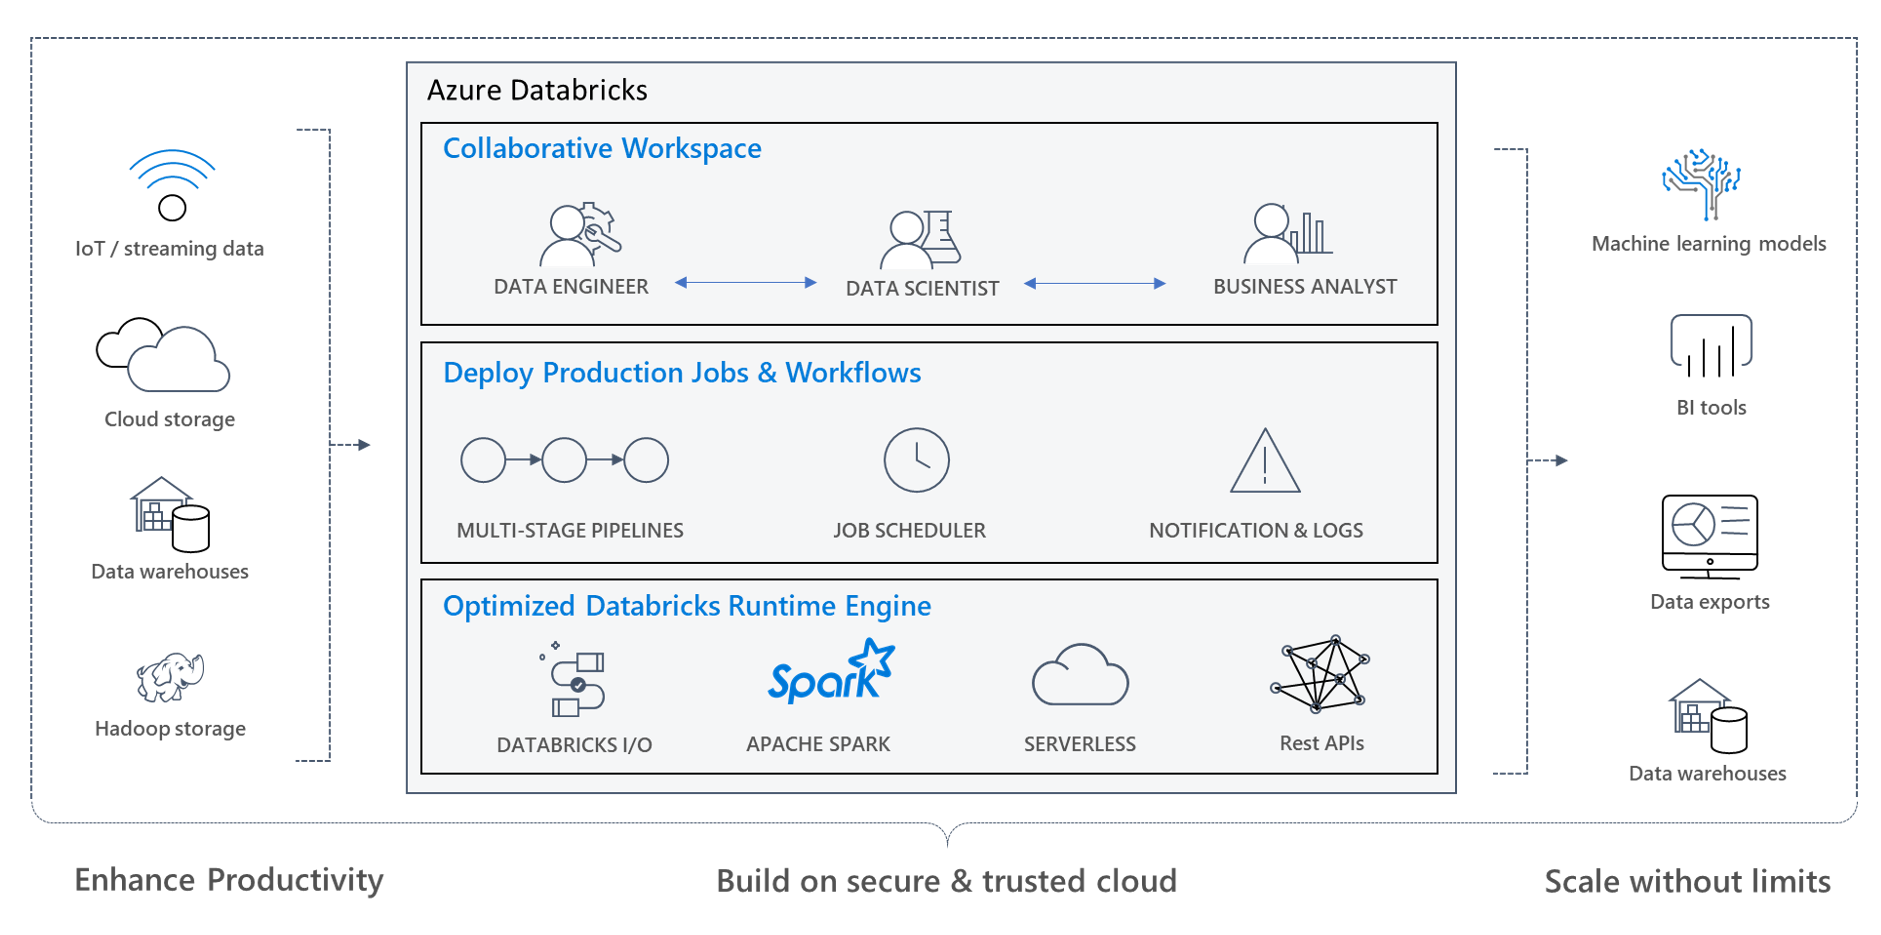 Azure Databricks
Collaborative Workspace
DATA ENGINEER
DATA SCIENTIST
BUSINESS ANALYST
Deploy Production Jobs & Workflows
MULTI-STAGE PIPELINES
JOB SCHEDULER
NOTIFICATION & LOGS
Optimized Databricks Runtime Engine
Spark
DATABRICKS I/O
APACHE SPARK
SERVERLESS
Rest APIs
IoT / streaming data
Cloud storage
Data warehouses
Hadoop storage
Machine learning models
BI tools
Data exports
Data warehouses
Enhance Productivity
Build on secure & trusted cloud
Scale without limits